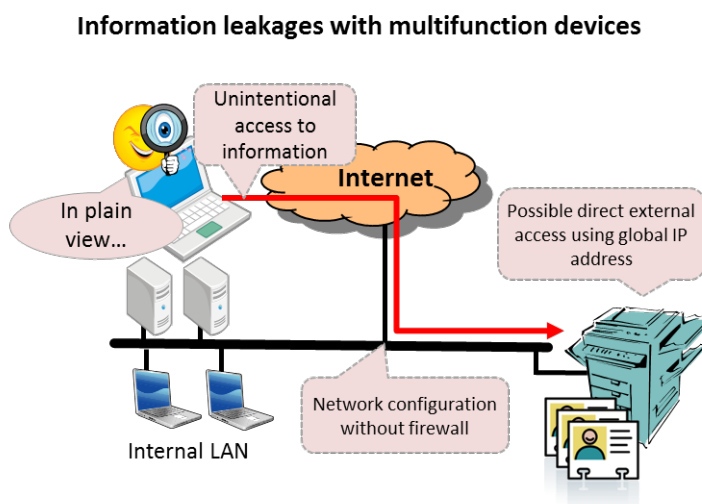 Information leakages with multifunction devices
Unintentional
access to
information
Internet
In plain
view...
Possible direct external
access using global IP
address
Network configuration
without firewall
Internal LAN